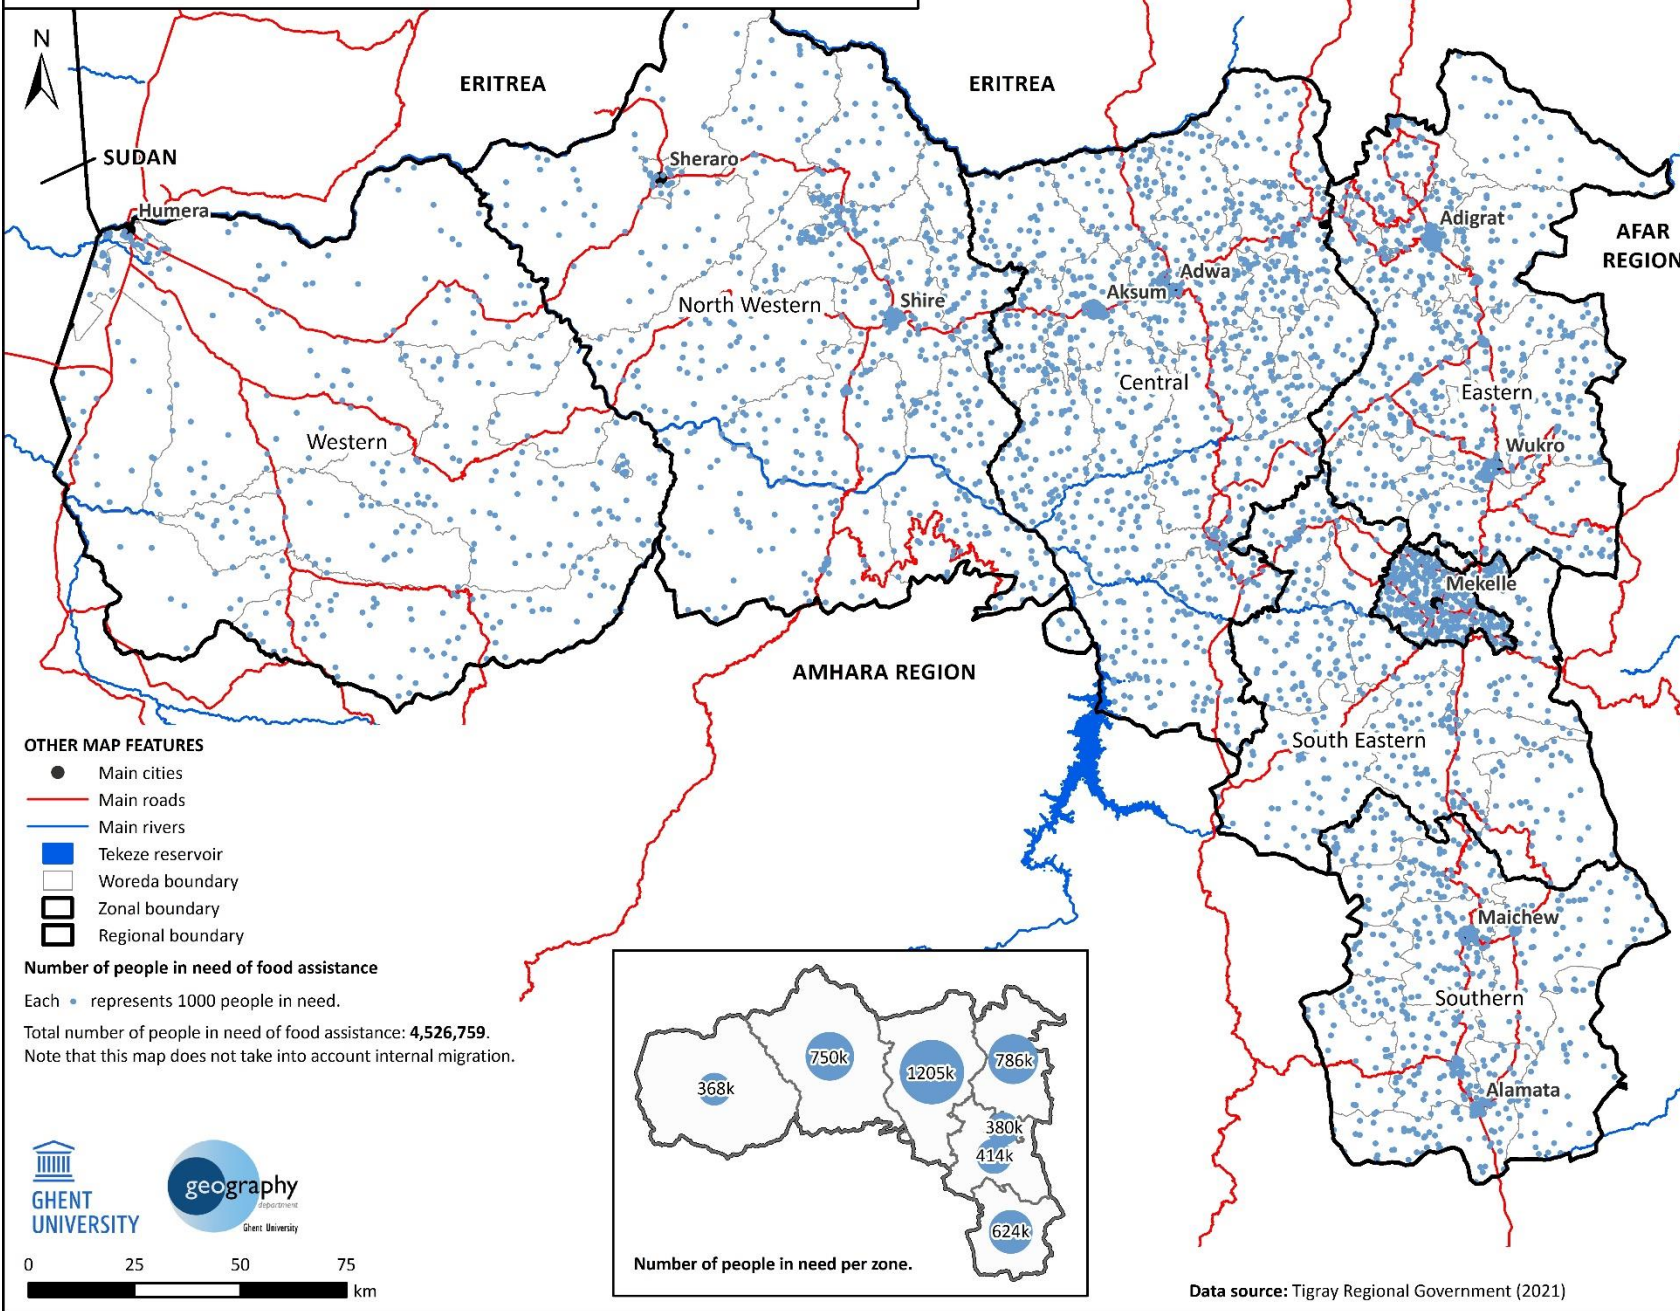 N
ERITREA
ERITREA
SUDAN
Sheraro
Humera
Adigrat
AFAR
REGION
Adwa
Aksum
Shire
North Western
Central
Eastern
Western
Wukro
Mekelle
AMHARA REGION
South Eastern
Maichew
Southern
Alamata
OTHER MAP FEATURES
Main cities
Main roads
Main rivers
Tekeze reservoir
Woreda boundary
Zonal boundary
Regional boundary
Number of people in need of food assistance
Each represents 1000 people in need.
Total number of people in need of food assistance: 4,526,759.
Note that this map does not take into account internal migration.
GHENT
UNIVERSITY
geography
department
Ghent University
0 25 50 75
km
368k
750k
1205k
786k
380k
414k
624k
Number of people in need per zone.
Data source: Tigray Regional Government (2021)